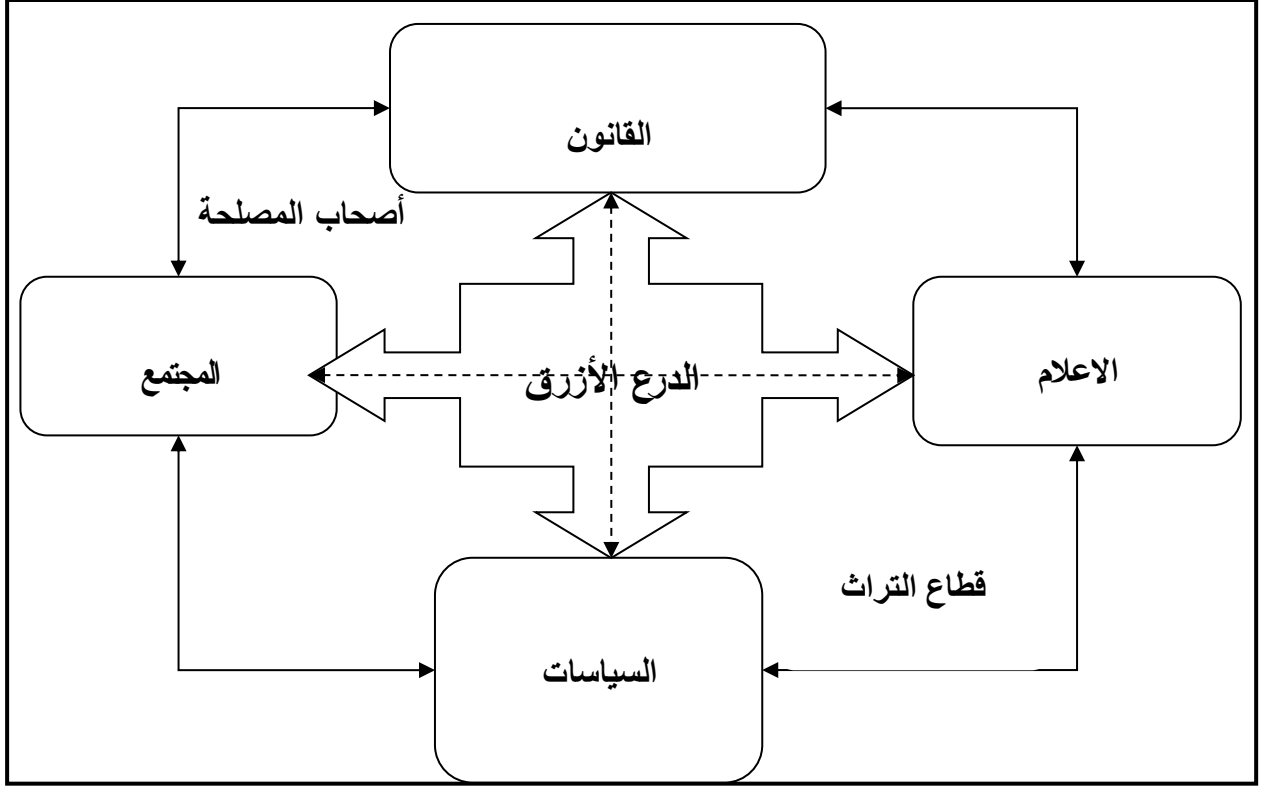 القانون
أصحاب المصلحة
الاعلام
الدرع الأزرق
المجتمع
قطاع التراث
السياسات